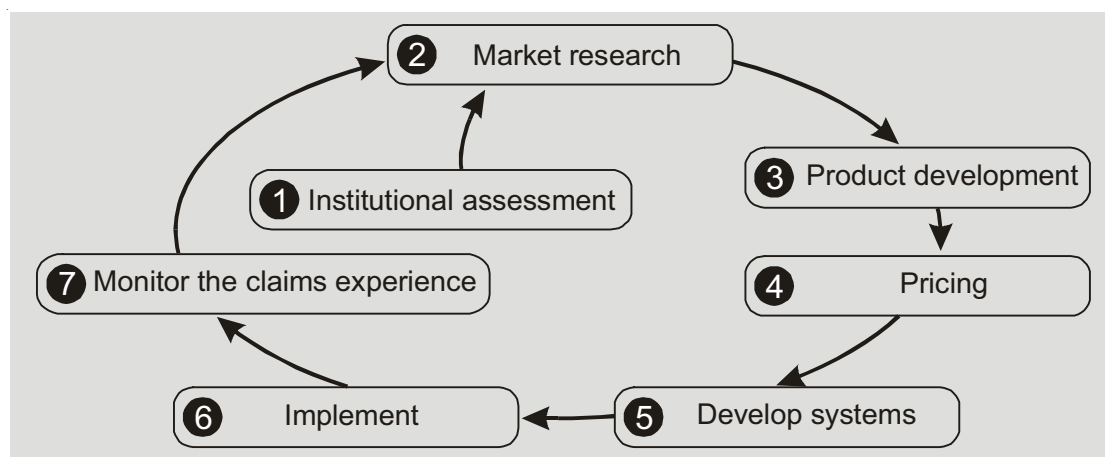 2 Market research
1 Institutional assessment
3 Product development
7 Monitor the claims experience
4 Pricing
6 Implement
5 Develop systems